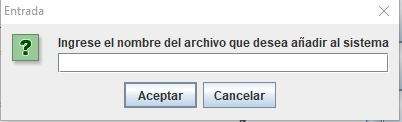 Entrada
Ingrese el nombre del archivo que desea añadir al sistema
Aceptar
Cancelar